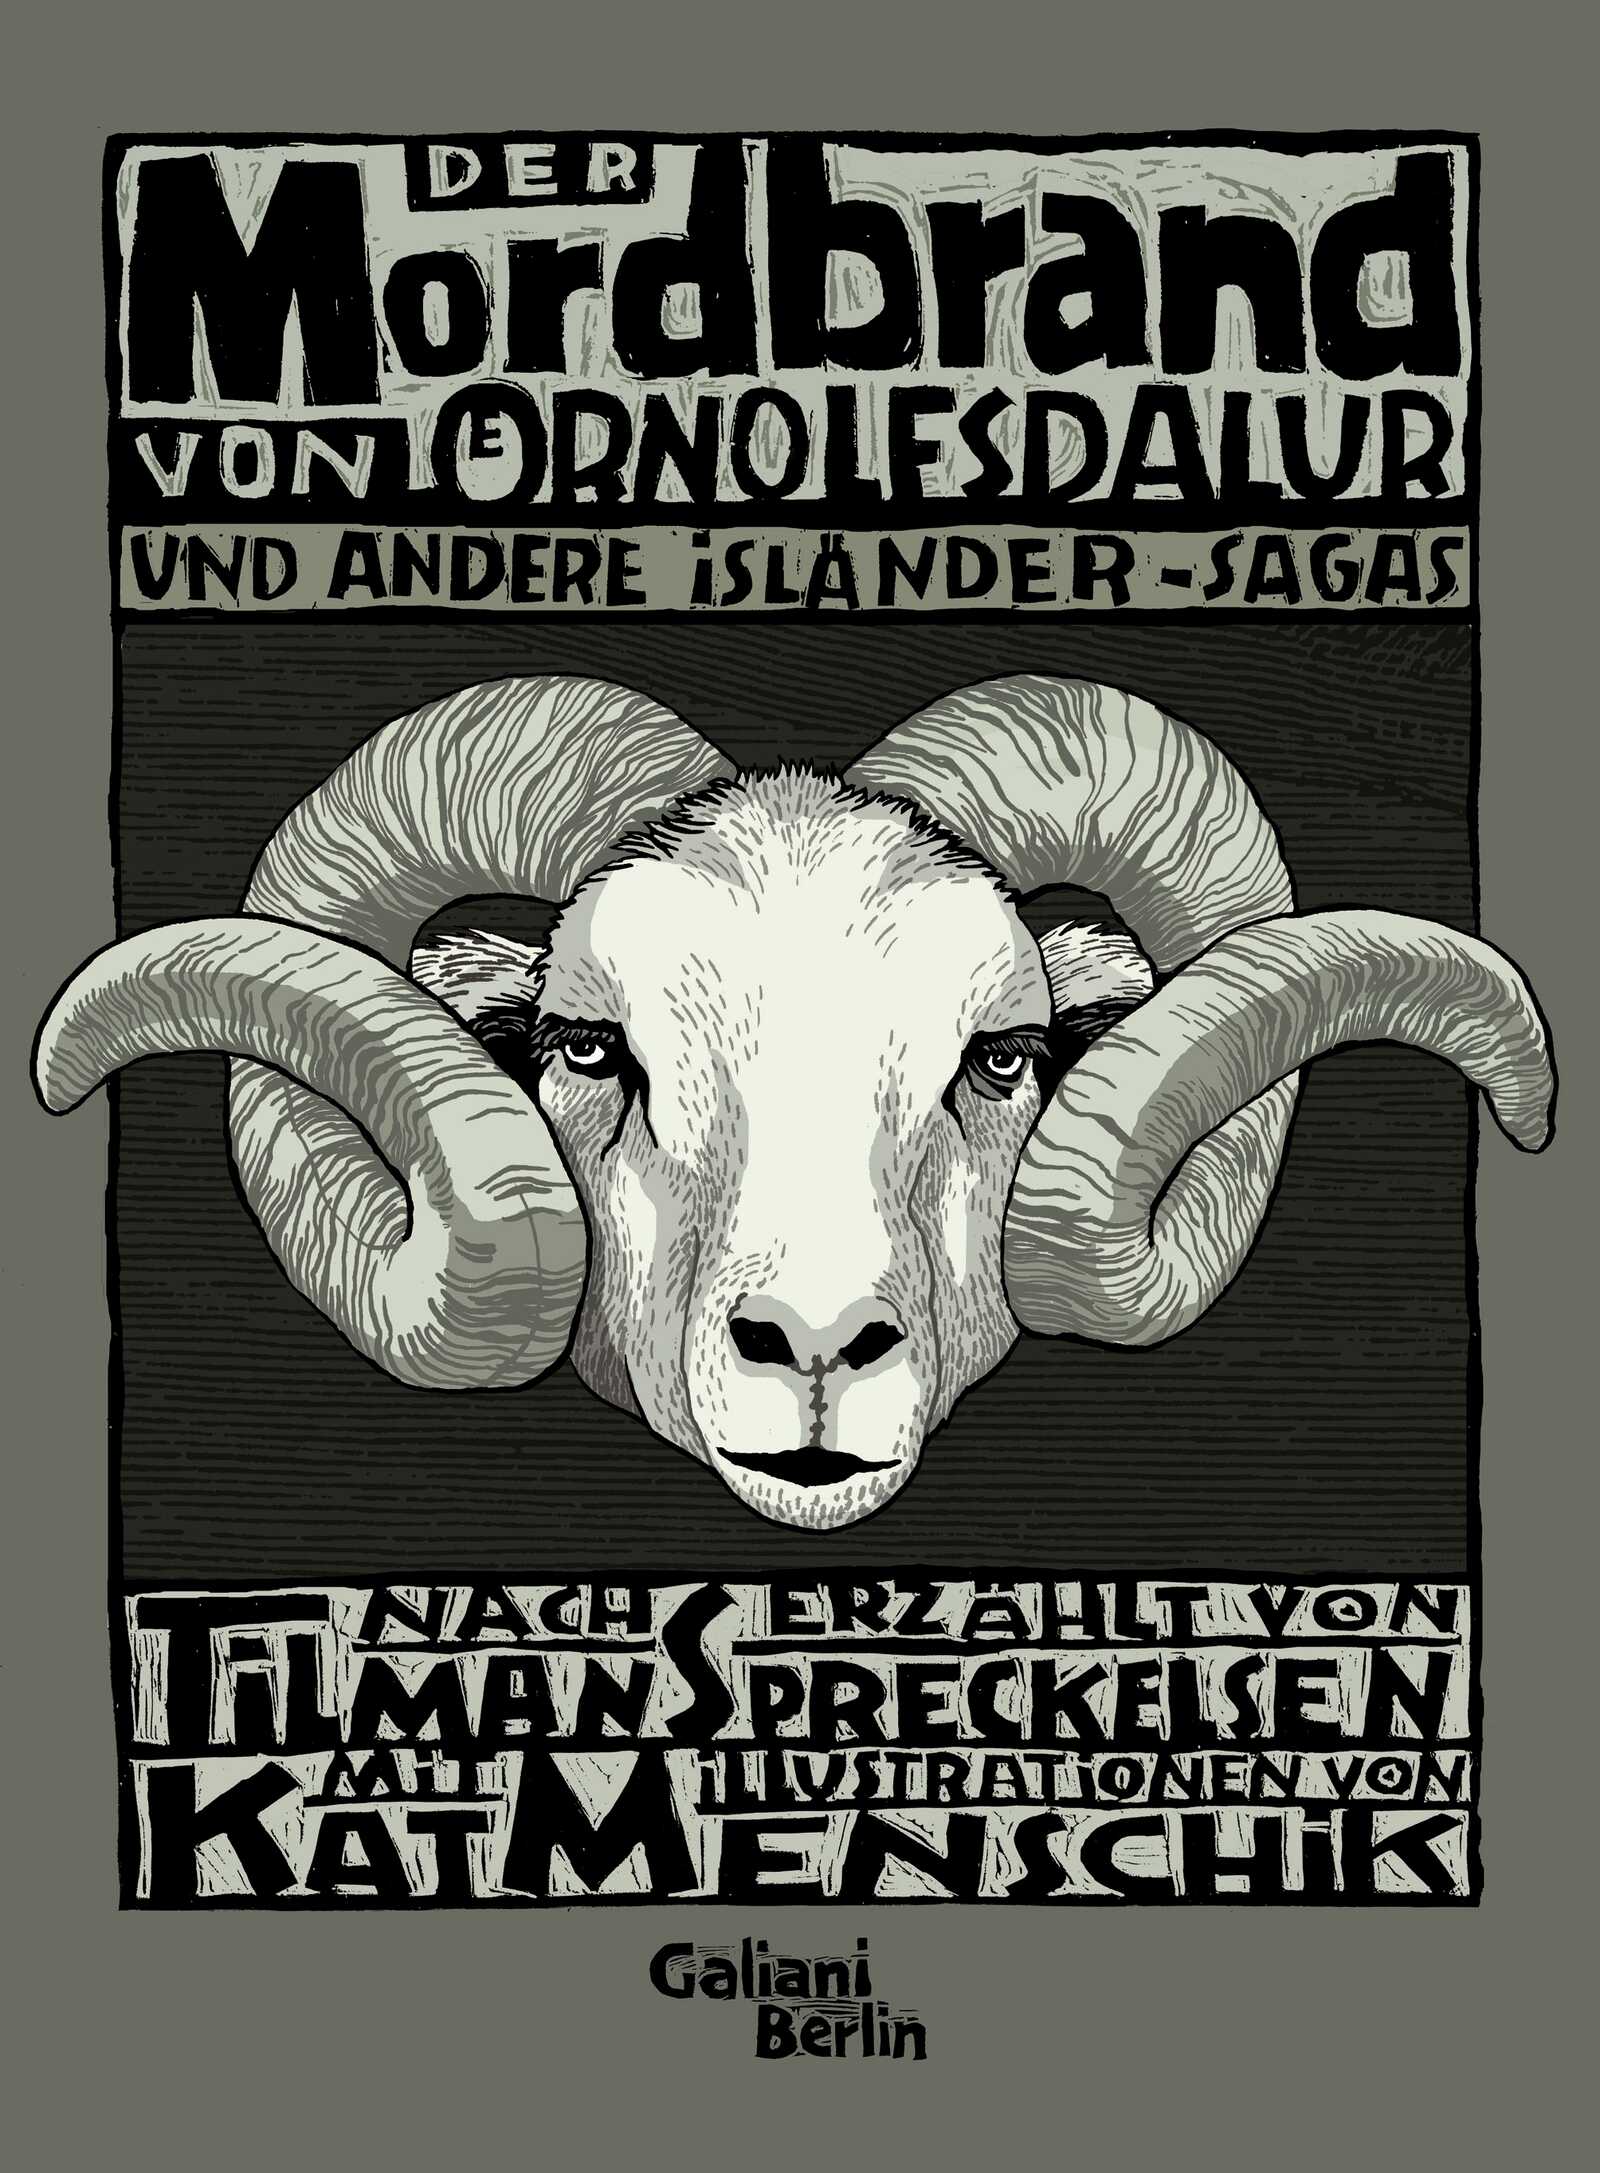 DER
Mordbrand
VON ÖRNOLFSDALUR
UND ANDERE iSLÄNDER-SAGAS
NACHERZÄHLT VON
TiLMAN SPRECKELSEN
MiT iLLUSTRATiONEN VON
KAT MENSCHiK
Galiani
Berlin